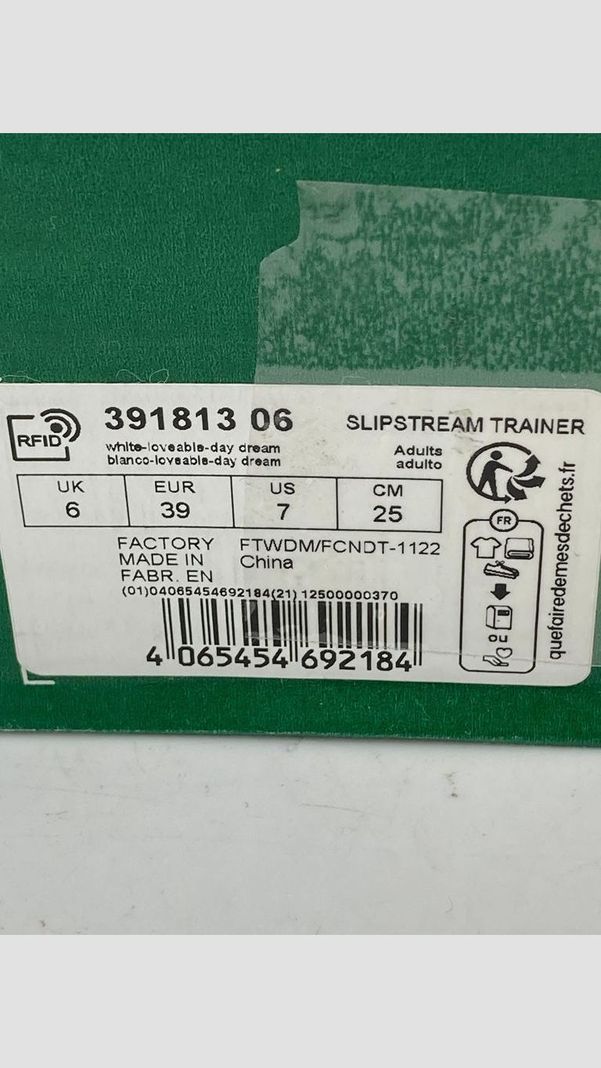 RFID
391813 06
SLIPSTREAM TRAINER
white-loveable-day dream
blanco-loveable-day dream
Adults
adulto
UK EUR US CM
6 39 7 25
FACTORY FTWDM/FCNDT-1122
MADE IN China
FABR. EN
(01)04065454692184(21) 12500000370
4 065454 692184
FR
ou
quefairedemesdechets.fr